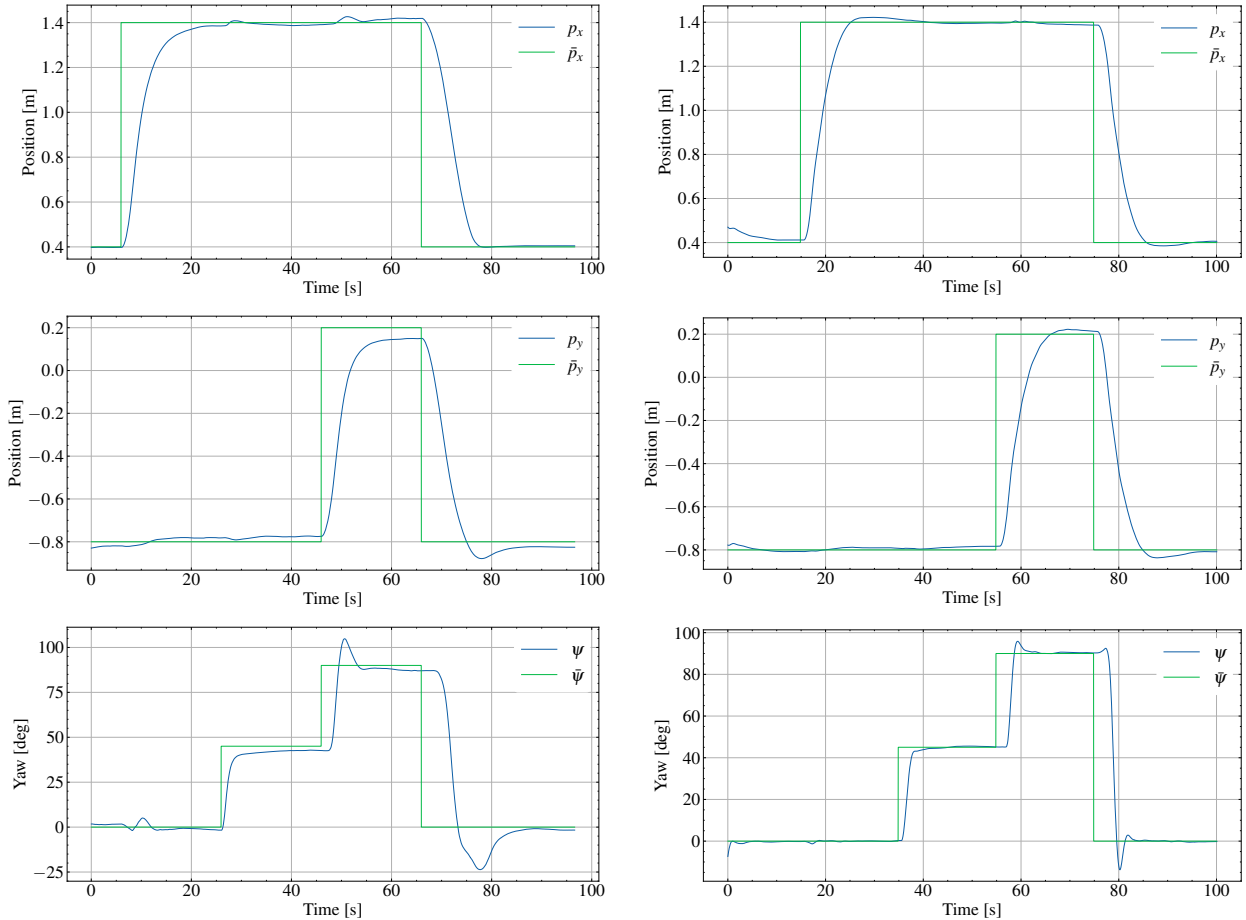 1.4
1.2
1.0
0.8
0.6
0.4
Position [m]
0 20 40 60 80 100
Time [s]
p_x
p̄_x
1.4
1.2
1.0
0.8
0.6
0.4
Position [m]
0 20 40 60 80 100
Time [s]
p_x
p̄_x
0.2
0.0
−0.2
−0.4
−0.6
−0.8
Position [m]
0 20 40 60 80 100
Time [s]
p_y
p̄_y
0.2
0.0
−0.2
−0.4
−0.6
−0.8
Position [m]
0 20 40 60 80 100
Time [s]
p_y
p̄_y
100
75
50
25
0
−25
Yaw [deg]
0 20 40 60 80 100
Time [s]
ψ
ψ̄
100
80
60
40
20
0
Yaw [deg]
0 20 40 60 80 100
Time [s]
ψ
ψ̄